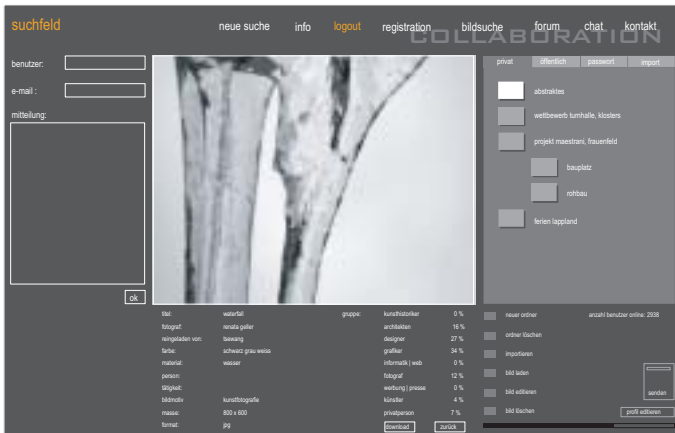 suchfeld
neue suche info logout registration bildsuche forum chat kontakt
COLLABORATION
benutzer:
e-mail :
mitteilung:
ok
privat öffentlich passwort import
abstraktes
wettbewerb turnhalle, klosters
projekt maestrani, frauenfeld
bauplatz
rohbau
ferien lappland
titel: waterfall
fotograf: renata geller
reingeladen von: taewang
farbe: schwarz grau weiss
material: wasser
person:
tätigkeit:
bildmotiv kunstfotografie
masse: 800 x 600
format: jpg
gruppe: kunsthistoriker 0 %
architekten 16 %
designer 27 %
grafiker 34 %
informatik | web 0 %
fotograf 12 %
werbung | presse 0 %
künstler 4 %
privatperson 7 %
download zurück
neuer ordner anzahl benutzer online: 2938
ordner löschen
importieren
bild laden
bild editieren senden
bild löschen profil editieren